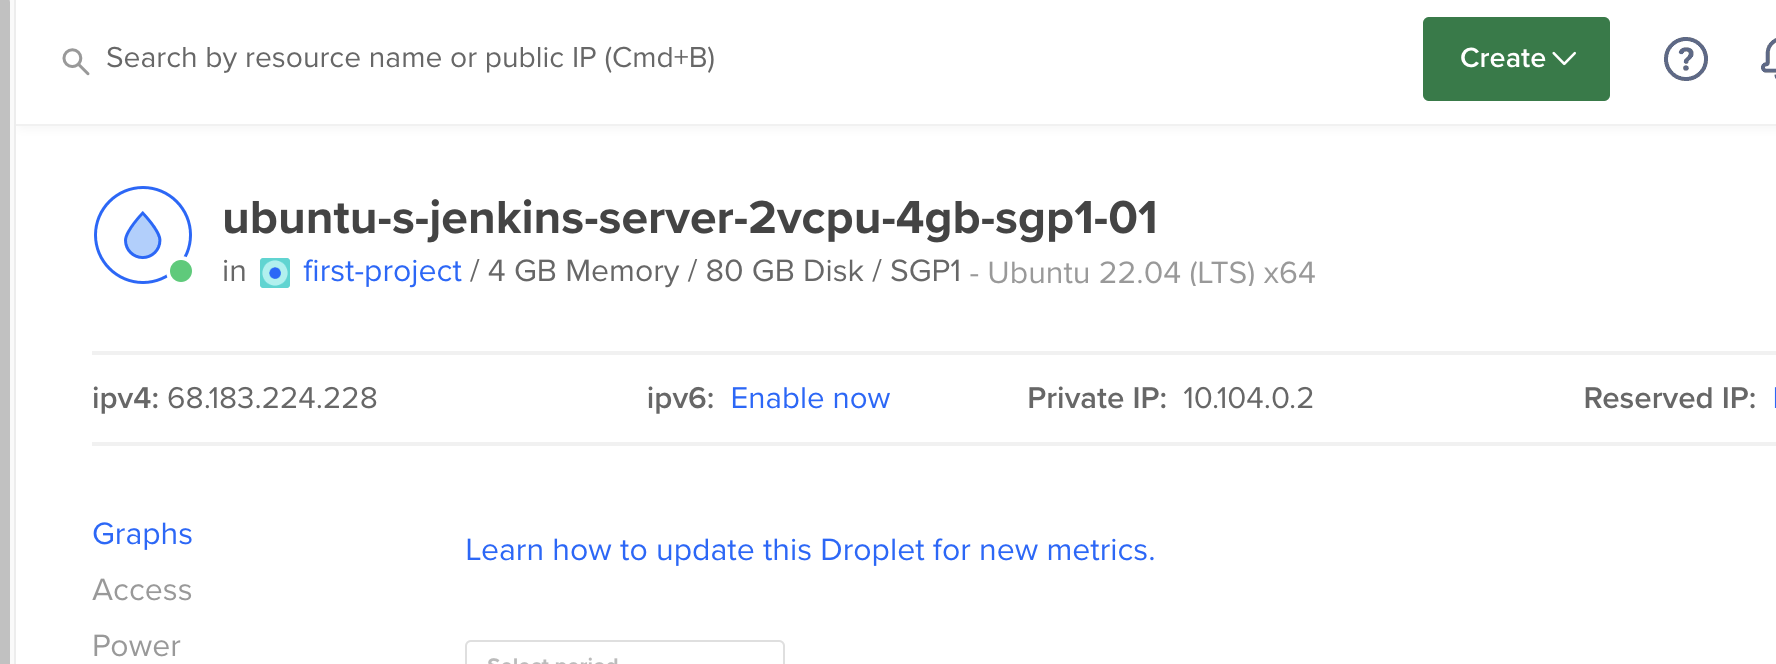 Search by resource name or public IP (Cmd+B)
Create
?
ubuntu-s-jenkins-server-2vcpu-4gb-sgp1-01
in first-project / 4 GB Memory / 80 GB Disk / SGP1 - Ubuntu 22.04 (LTS) x64
ipv4: 68.183.224.228 ipv6: Enable now Private IP: 10.104.0.2 Reserved IP:
Graphs
Learn how to update this Droplet for new metrics.
Access
Power
Select period